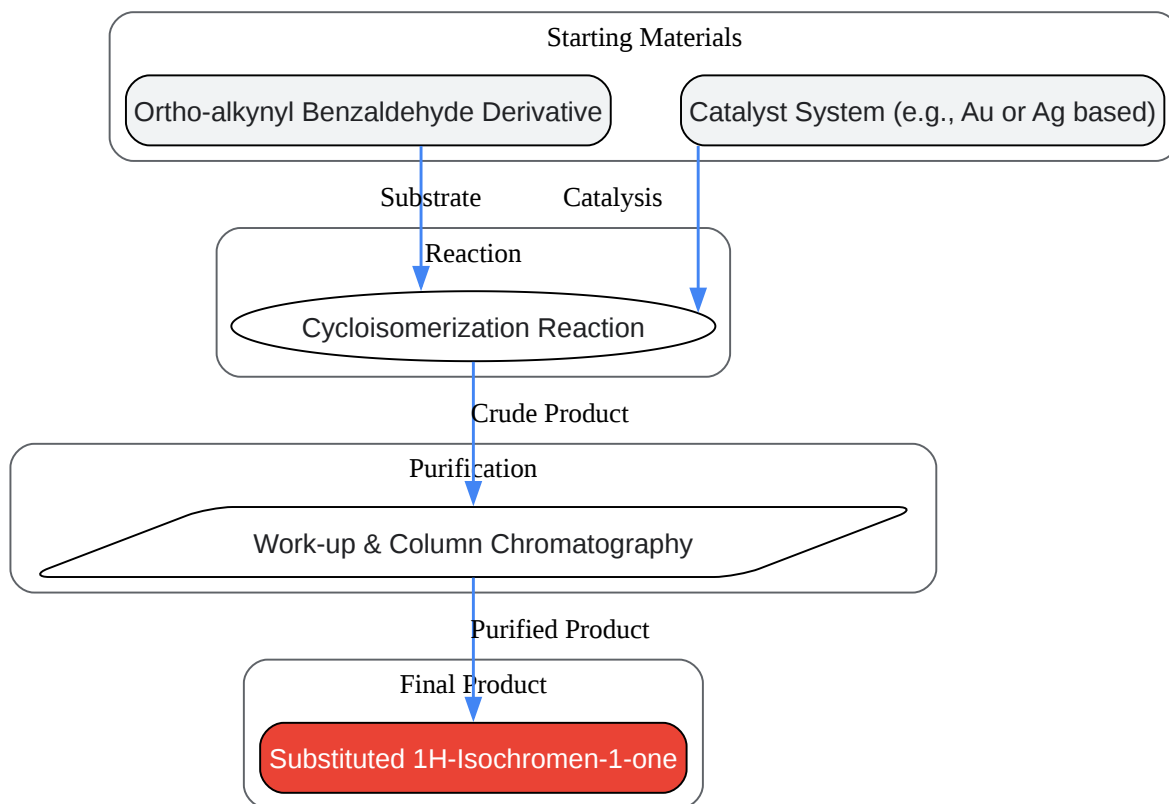 Starting Materials
Ortho-alkynyl Benzaldehyde Derivative
Catalyst System (e.g., Au or Ag based)
Substrate
Catalysis
Reaction
Cycloisomerization Reaction
Crude Product
Purification
Work-up & Column Chromatography
Purified Product
Final Product
Substituted 1H-Isochromen-1-one